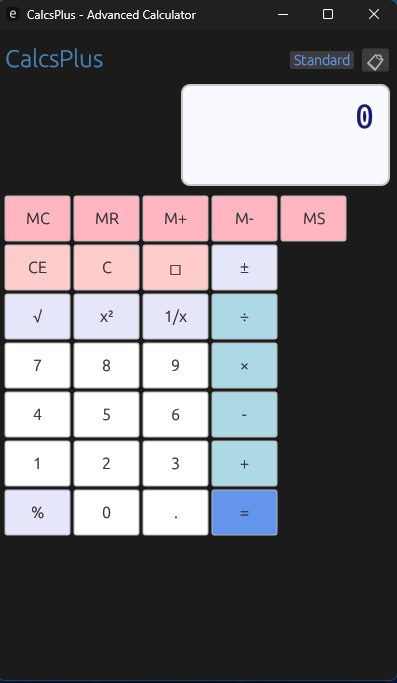 e CalcsPlus - Advanced Calculator
CalcsPlus Standard
0
MC MR M+ M- MS
CE C □ ±
√ x² 1/x ÷
7 8 9 ×
4 5 6 -
1 2 3 +
% 0 . =